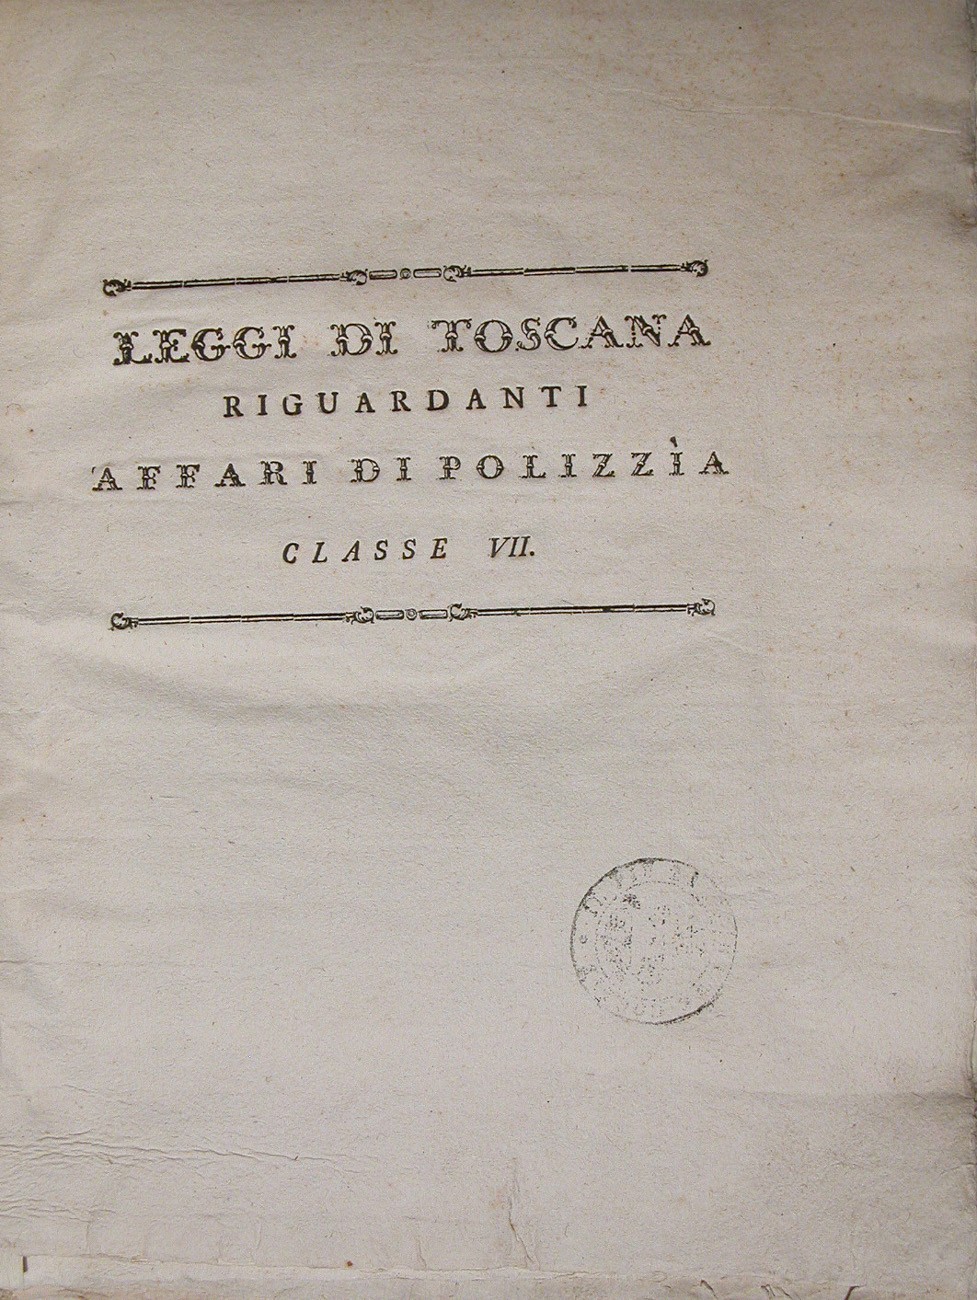 LEGGI DI TOSCANA
RIGUARDANTI
AFFARI DI POLIZZÌA
CLASSE VII.